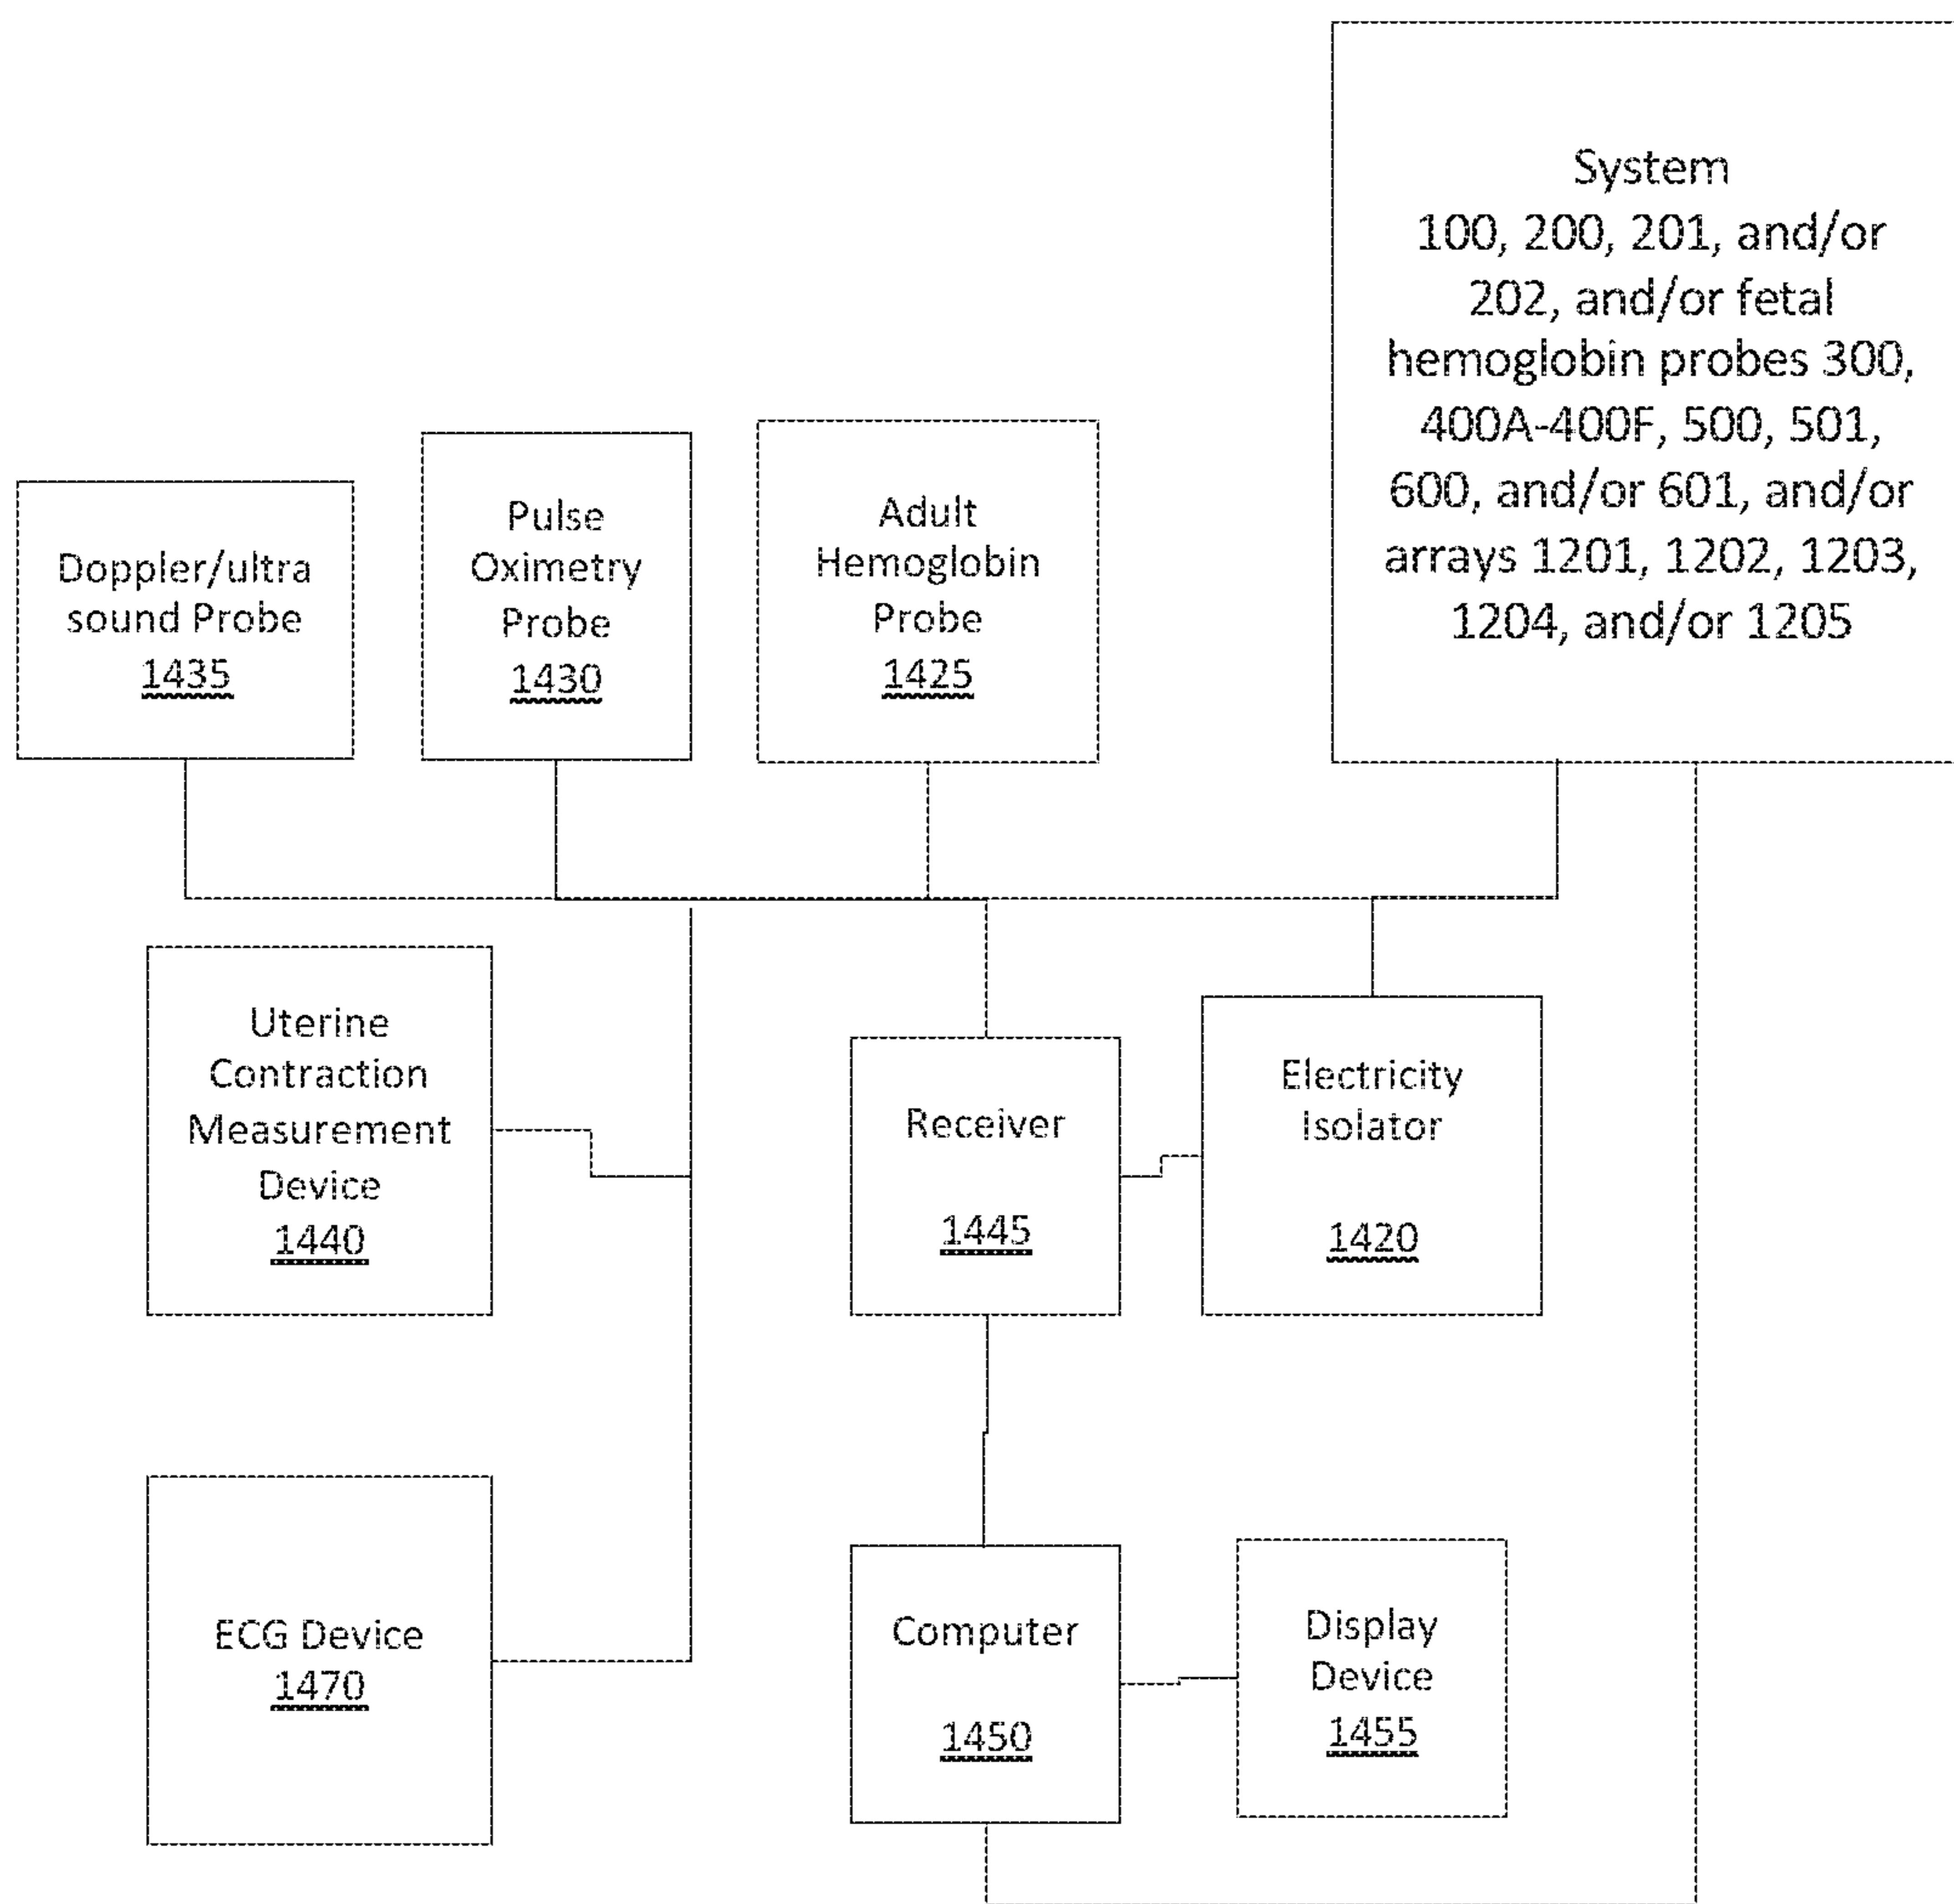 System
100, 200, 201, and/or
202, and/or fetal
hemoglobin probes 300,
400A-400F, 500, 501,
600, and/or 601, and/or
arrays 1201, 1202, 1203,
1204, and/or 1205
Doppler/ultra
sound Probe
1435
Pulse
Oximetry
Probe
1430
Adult
Hemoglobin
Probe
1425
Uterine
Contraction
Measurement
Device
1440
Receiver
1445
Electricity
Isolator
1420
ECG Device
1470
Computer
1450
Display
Device
1455